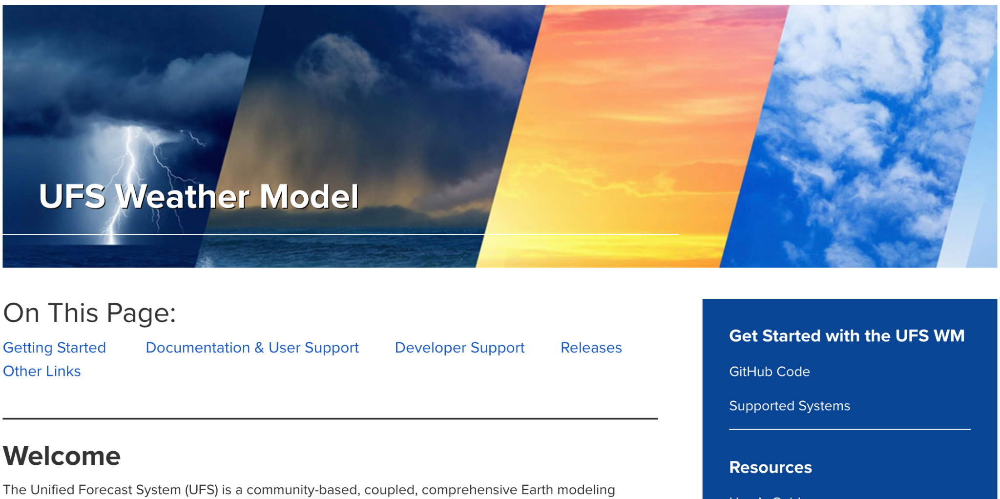 UFS Weather Model
On This Page:
Getting Started Documentation & User Support Developer Support Releases
Other Links
Welcome
The Unified Forecast System (UFS) is a community-based, coupled, comprehensive Earth modeling
Get Started with the UFS WM
GitHub Code
Supported Systems
Resources